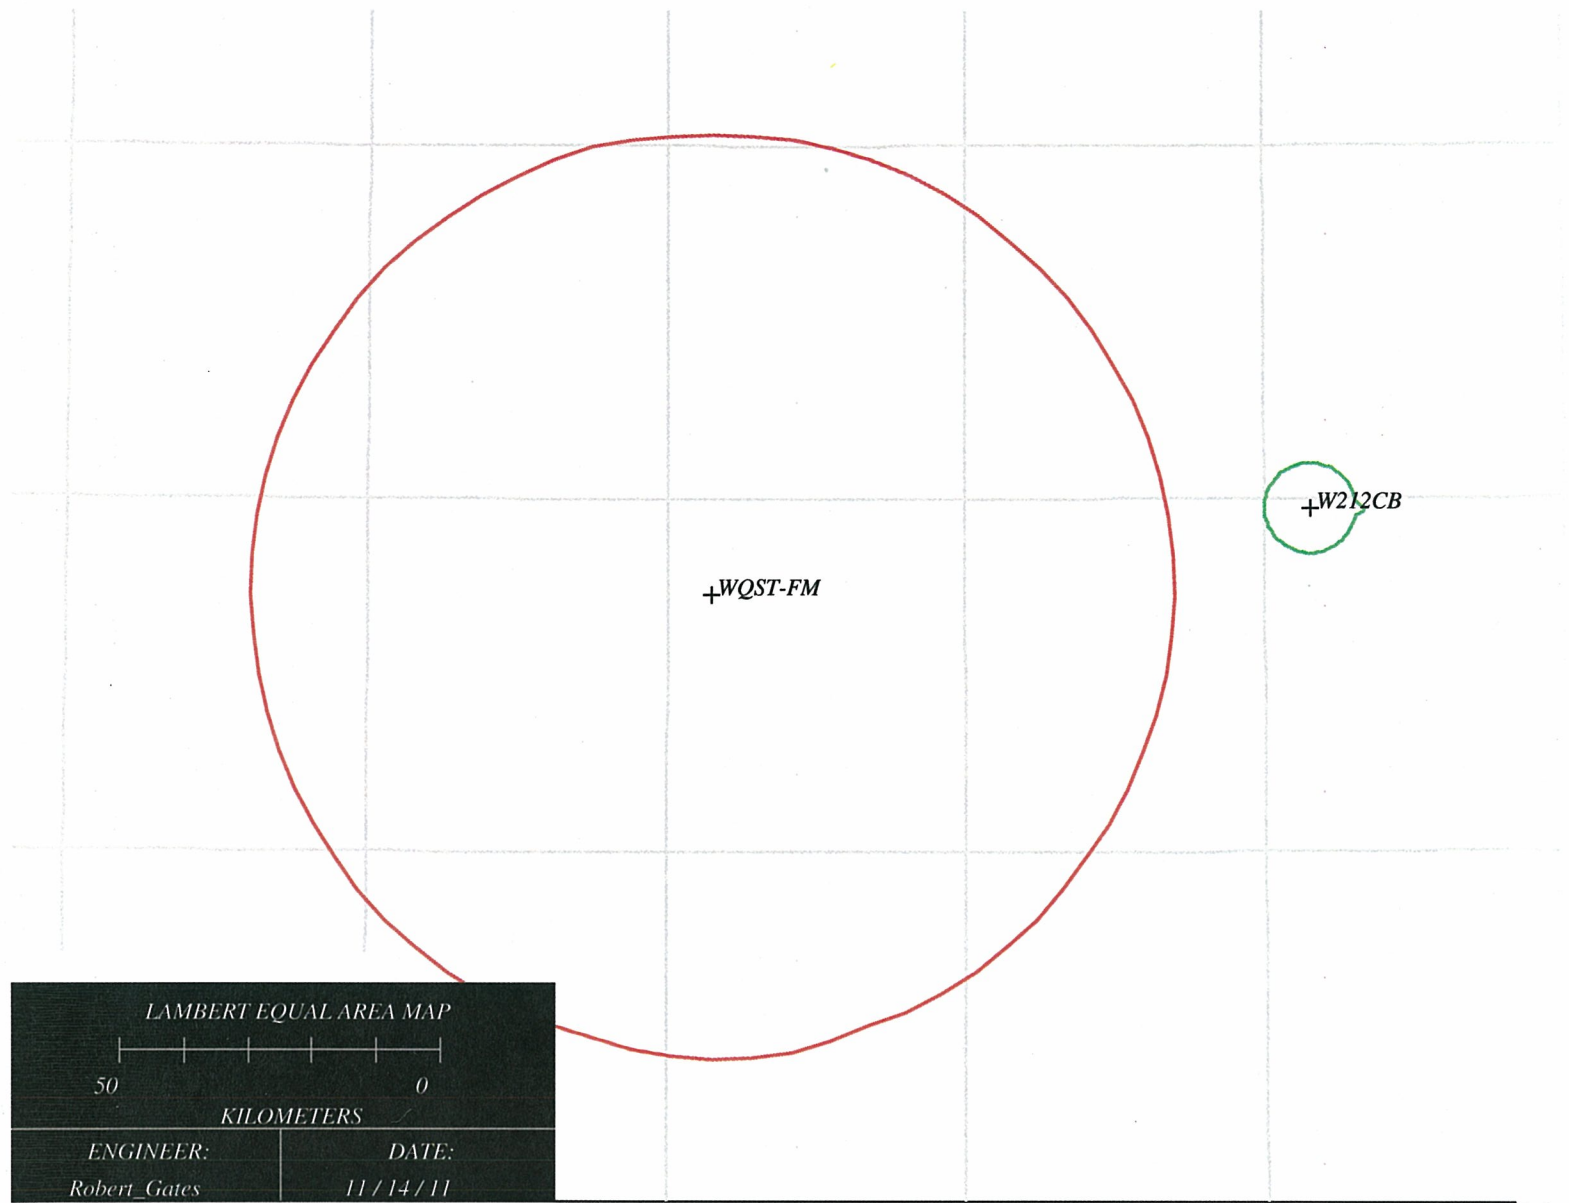 W212CB
WQST-FM
LAMBERT EQUAL AREA MAP
50 0
KILOMETERS
ENGINEER: DATE:
Robert_Gates 11/14/11